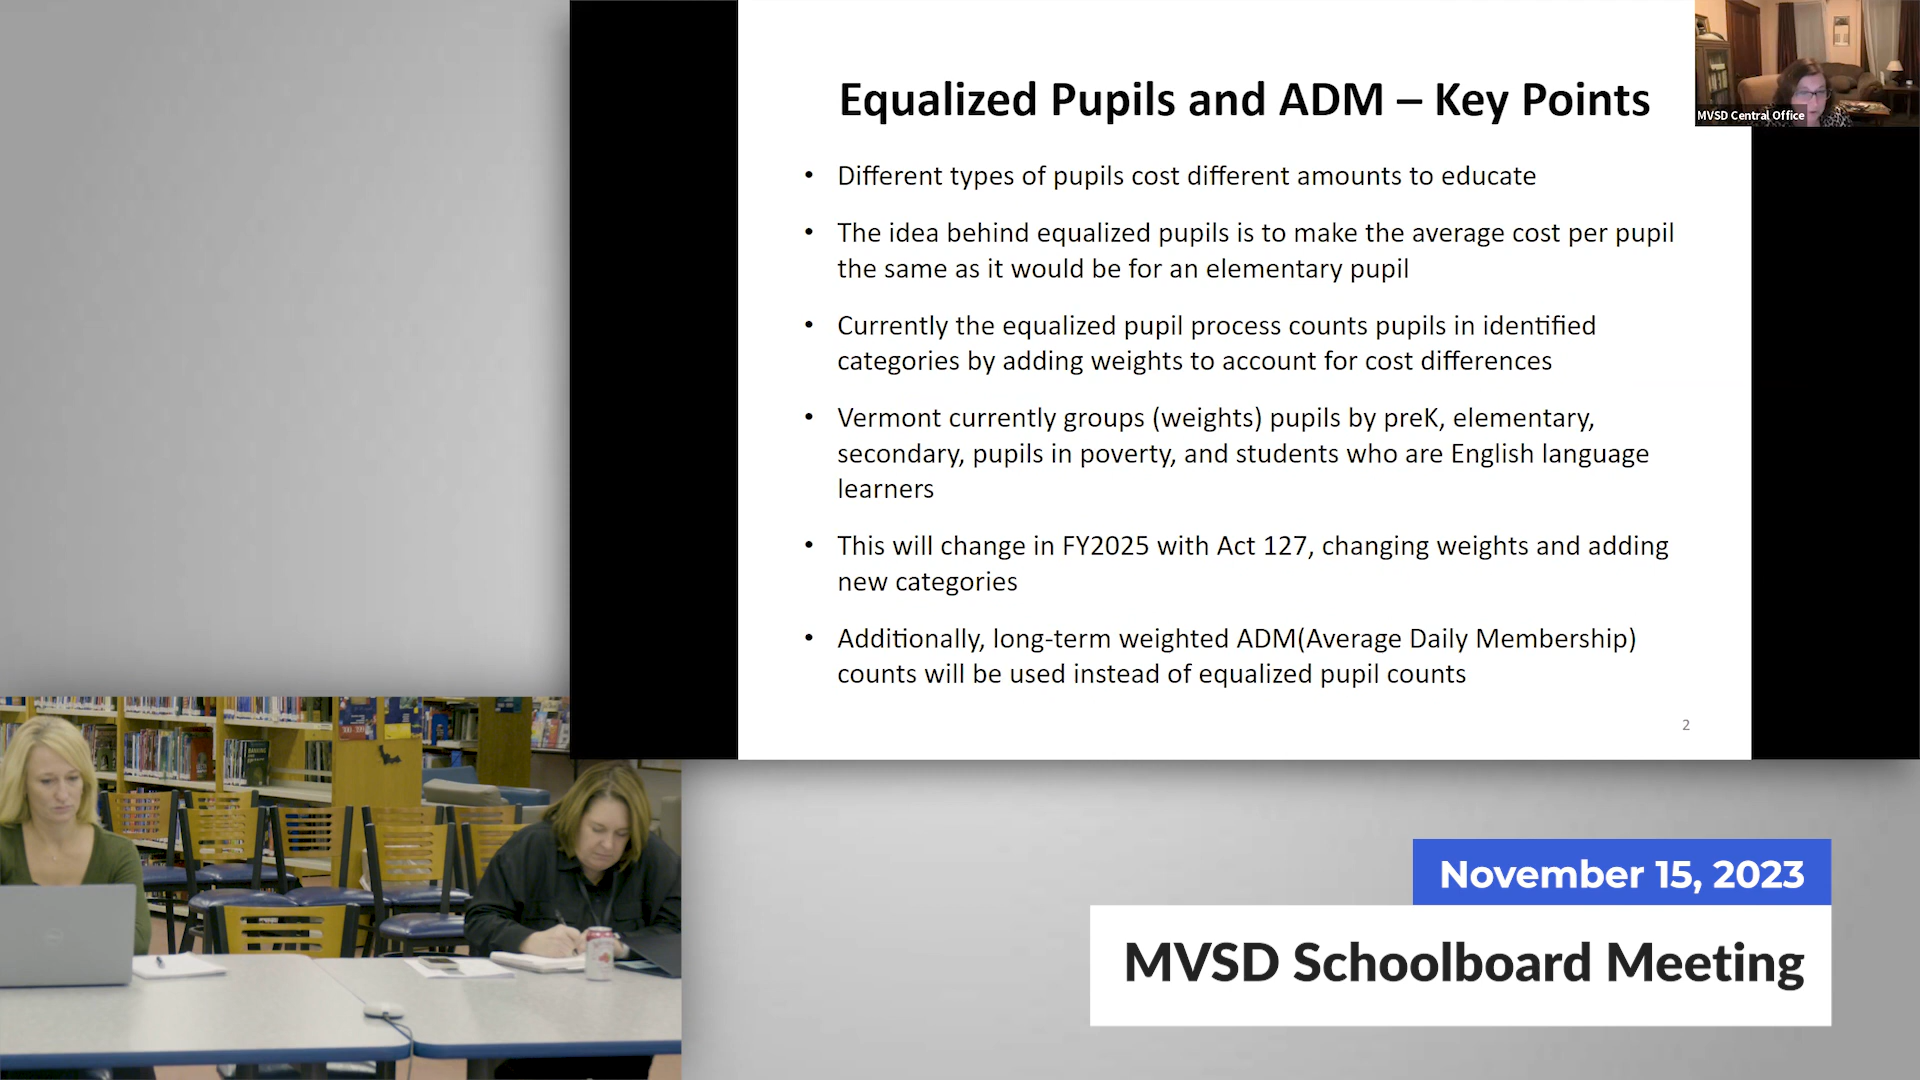 Equalized Pupils and ADM – Key Points
MVSD Central Office
• Different types of pupils cost different amounts to educate
• The idea behind equalized pupils is to make the average cost per pupil
the same as it would be for an elementary pupil
• Currently the equalized pupil process counts pupils in identified
categories by adding weights to account for cost differences
• Vermont currently groups (weights) pupils by preK, elementary,
secondary, pupils in poverty, and students who are English language
learners
• This will change in FY2025 with Act 127, changing weights and adding
new categories
• Additionally, long-term weighted ADM(Average Daily Membership)
counts will be used instead of equalized pupil counts
2
November 15, 2023
MVSD Schoolboard Meeting